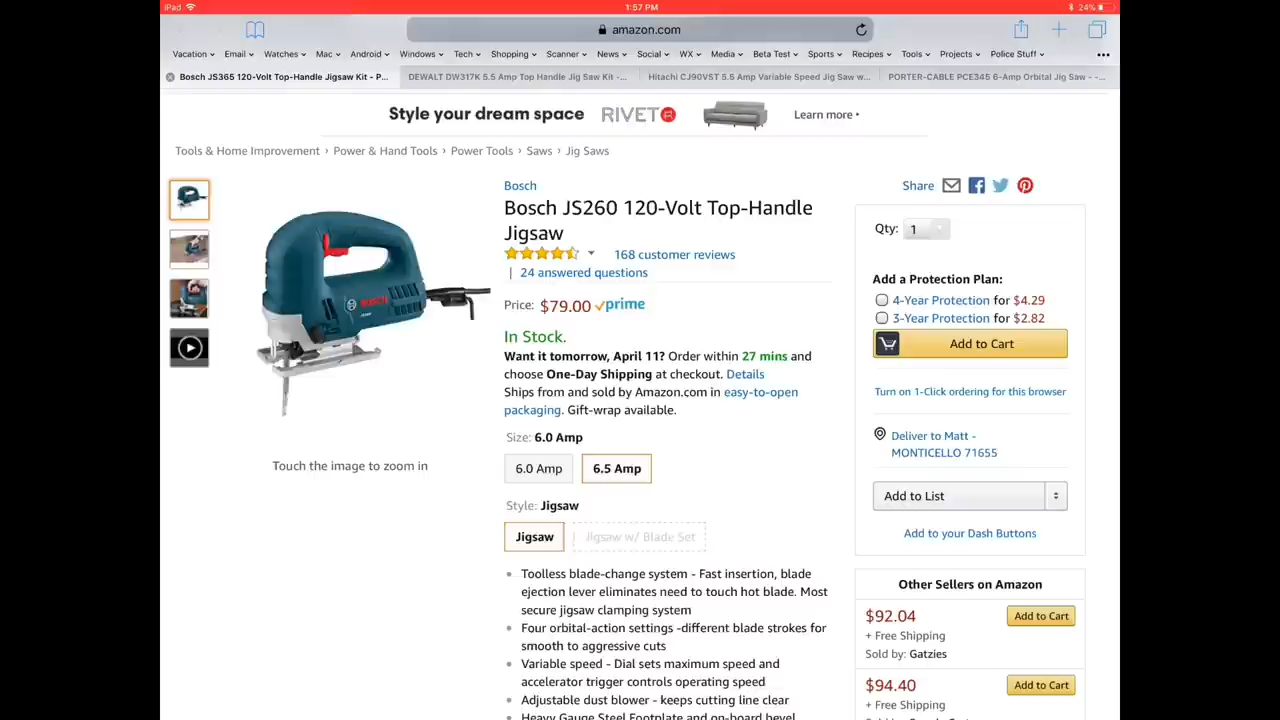 iPad 1:57 PM 24%
amazon.com
Vacation Email Watches Mac Android Windows Tech Shopping Scanner News Social WX Media Beta Test Sports Recipes Tools Projects Police Stuff
Bosch JS365 120-Volt Top-Handle Jigsaw Kit - P... DEWALT DW317K 5.5 Amp Top Handle Jig Saw Kit -... Hitachi CJ90VST 5.5 Amp Variable Speed Jig Saw w... PORTER-CABLE PCE345 6-Amp Orbital Jig Saw - -...
Style your dream space RIVET Learn more
Tools & Home Improvement › Power & Hand Tools › Power Tools › Saws › Jig Saws
Bosch
Bosch JS260 120-Volt Top-Handle
Jigsaw
168 customer reviews
| 24 answered questions
Price: $79.00 prime
In Stock.
Want it tomorrow, April 11? Order within 27 mins and
choose One-Day Shipping at checkout. Details
Ships from and sold by Amazon.com in easy-to-open
packaging. Gift-wrap available.
Size: 6.0 Amp
6.0 Amp 6.5 Amp
Style: Jigsaw
Jigsaw Jigsaw w/ Blade Set
Toolless blade-change system - Fast insertion, blade
ejection lever eliminates need to touch hot blade. Most
secure jigsaw clamping system
Four orbital-action settings -different blade strokes for
smooth to aggressive cuts
Variable speed - Dial sets maximum speed and
accelerator trigger controls operating speed
Adjustable dust blower - keeps cutting line clear
Heavy Gauge Steel Footplate and on-board bevel
BOSCH
Touch the image to zoom in
Share
Qty: 1
Add a Protection Plan:
4-Year Protection for $4.29
3-Year Protection for $2.82
Add to Cart
Turn on 1-Click ordering for this browser
Deliver to Matt -
MONTICELLO 71655
Add to List
Add to your Dash Buttons
Other Sellers on Amazon
$92.04 Add to Cart
+ Free Shipping
Sold by: Gatzies
$94.40 Add to Cart
+ Free Shipping